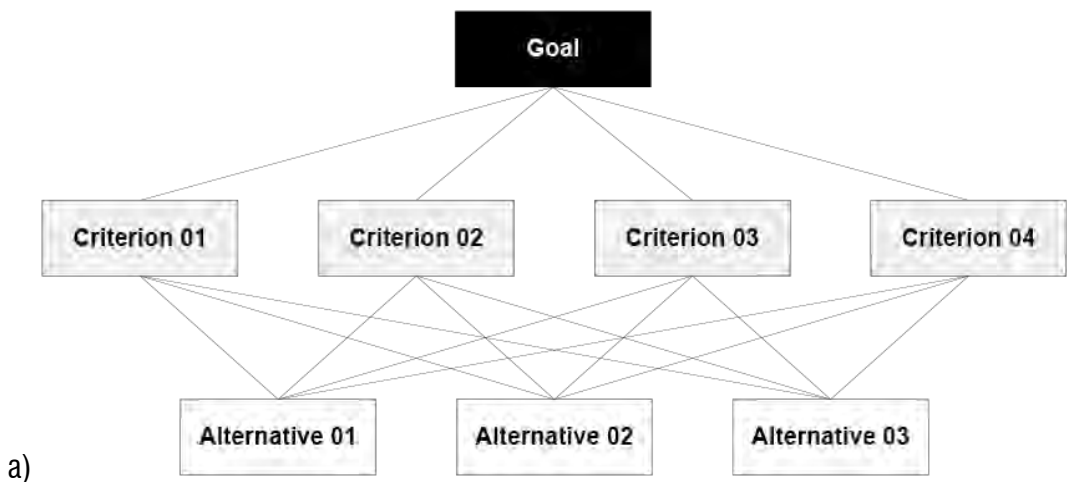 Goal
Criterion 01 Criterion 02 Criterion 03 Criterion 04
Alternative 01 Alternative 02 Alternative 03
a)